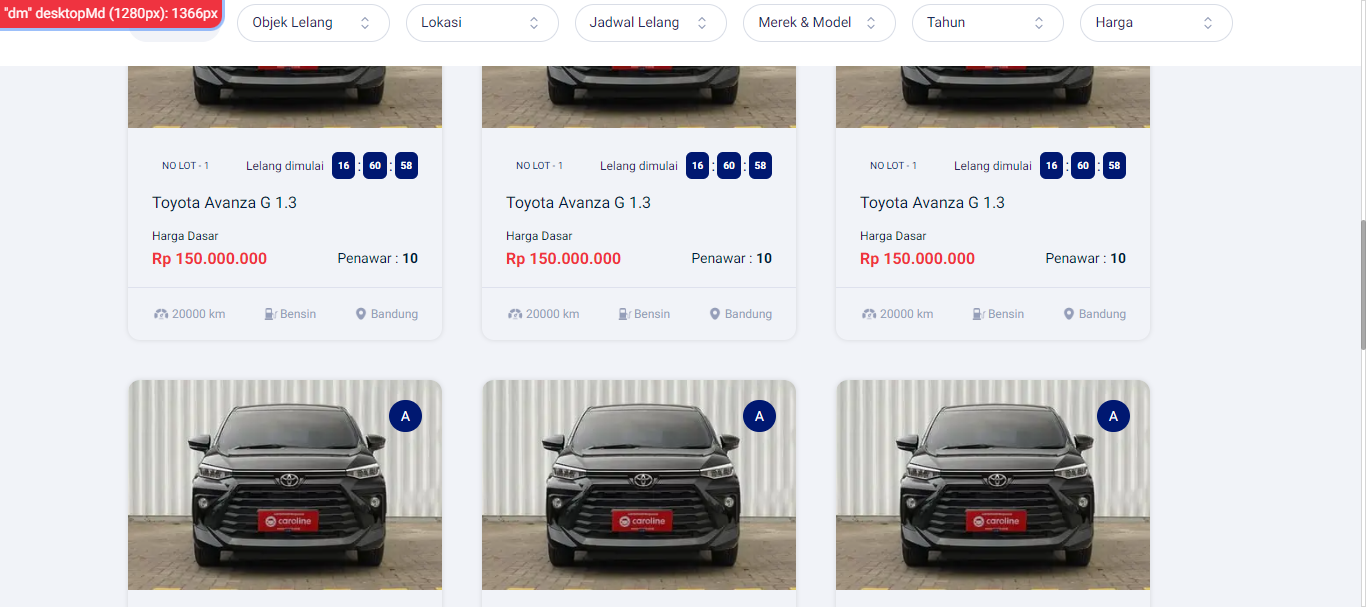 "dm" desktopMd (1280px): 1366px
Objek Lelang
Lokasi
Jadwal Lelang
Merek & Model
Tahun
Harga
NO LOT - 1 Lelang dimulai 16 : 60 : 58
Toyota Avanza G 1.3
Harga Dasar
Rp 150.000.000 Penawar : 10
20000 km Bensin Bandung
NO LOT - 1 Lelang dimulai 16 : 60 : 58
Toyota Avanza G 1.3
Harga Dasar
Rp 150.000.000 Penawar : 10
20000 km Bensin Bandung
NO LOT - 1 Lelang dimulai 16 : 60 : 58
Toyota Avanza G 1.3
Harga Dasar
Rp 150.000.000 Penawar : 10
20000 km Bensin Bandung
A
caroline
A
caroline
A
caroline